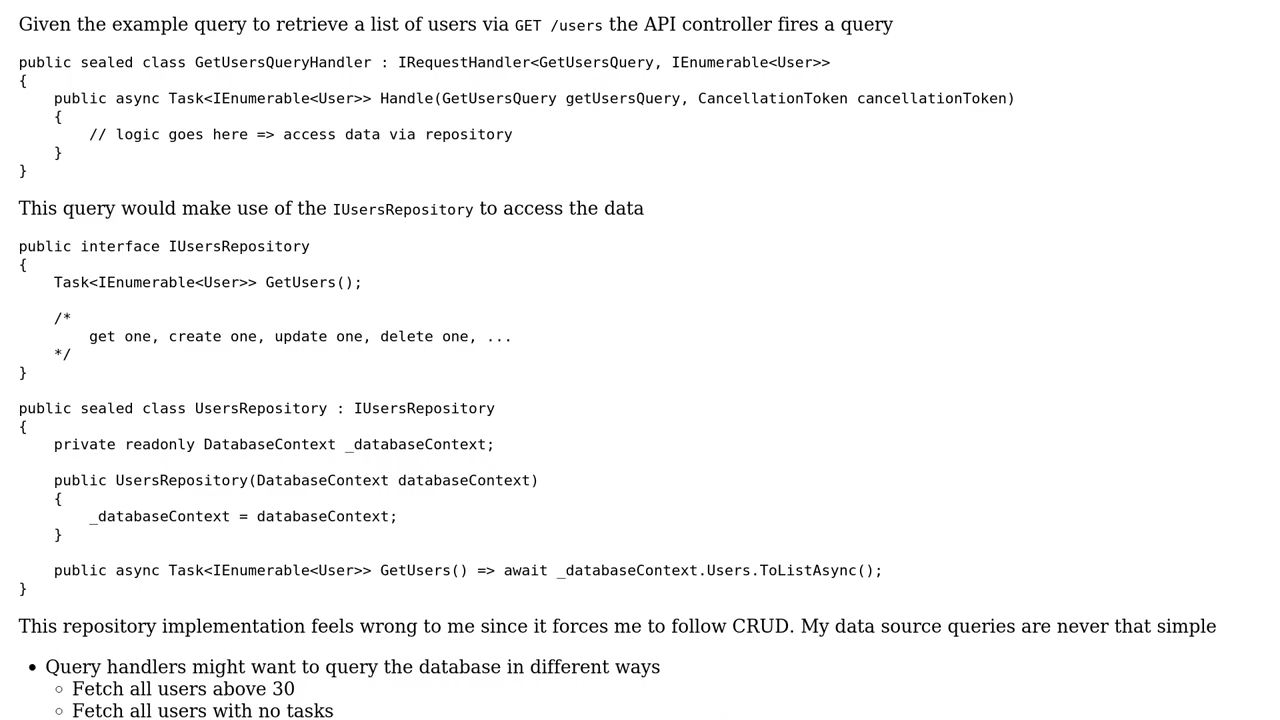 Given the example query to retrieve a list of users via GET /users the API controller fires a query
public sealed class GetUsersQueryHandler : IRequestHandler<GetUsersQuery, IEnumerable<User>>
{
    public async Task<IEnumerable<User>> Handle(GetUsersQuery getUsersQuery, CancellationToken cancellationToken)
    {
        // logic goes here => access data via repository
    }
}
This query would make use of the IUsersRepository to access the data
public interface IUsersRepository
{
    Task<IEnumerable<User>> GetUsers();
    /*
        get one, create one, update one, delete one, ...
    */
}
public sealed class UsersRepository : IUsersRepository
{
    private readonly DatabaseContext _databaseContext;
    public UsersRepository(DatabaseContext databaseContext)
    {
        _databaseContext = databaseContext;
    }
    public async Task<IEnumerable<User>> GetUsers() => await _databaseContext.Users.ToListAsync();
}
This repository implementation feels wrong to me since it forces me to follow CRUD. My data source queries are never that simple
• Query handlers might want to query the database in different ways
◦ Fetch all users above 30
◦ Fetch all users with no tasks